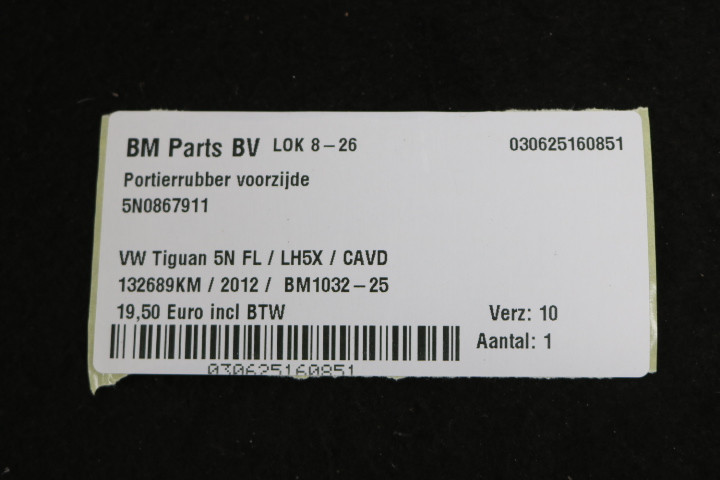 BM Parts BV LOK 8-26 030625160851
Portierrubber voorzijde
5N0867911
VW Tiguan 5N FL / LH5X / CAVD
132689KM / 2012 / BM1032-25
19,50 Euro incl BTW Verz: 10
Aantal: 1
030625160851